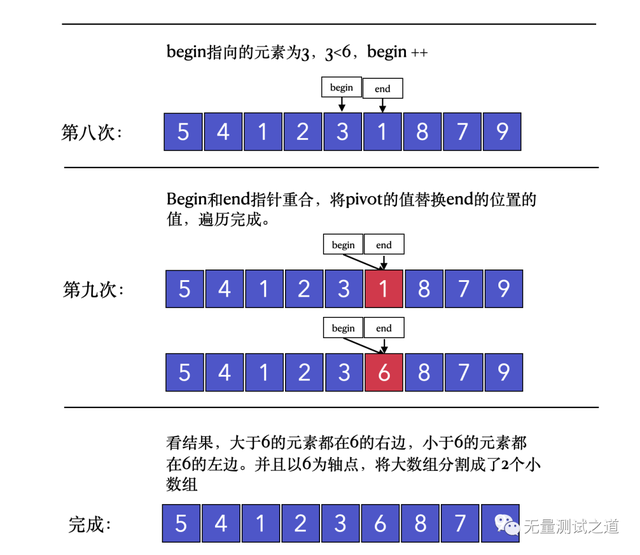 begin指向的元素为3，3<6，begin ++
begin end
第八次： 5 4 1 2 3 1 8 7 9
Begin和end指针重合，将pivot的值替换end的位置的
值，遍历完成。
begin end
第九次： 5 4 1 2 3 1 8 7 9
begin end
5 4 1 2 3 6 8 7 9
看结果，大于6的元素都在6的右边，小于6的元素都
在6的左边。并且以6为轴点，将大数组分割成了2个小
数组
完成： 5 4 1 2 3 6 8 7
无量测试之道